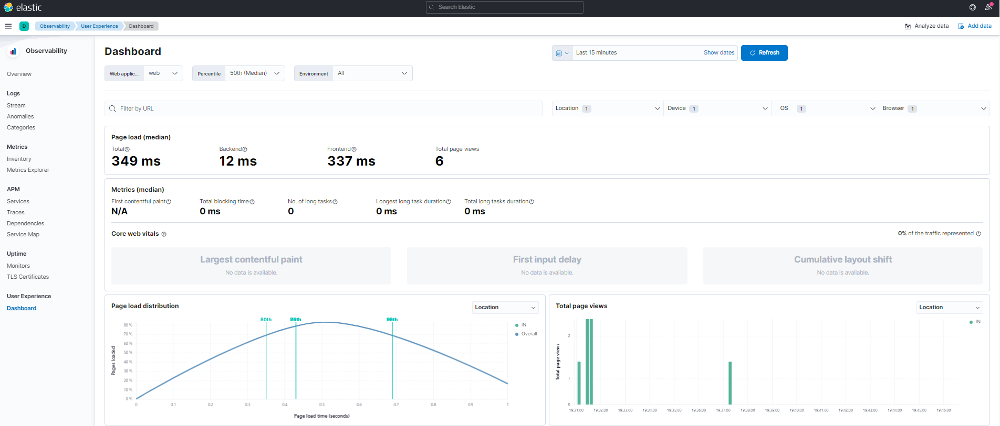 elastic
Search Elastic
D
Observability
User Experience
Dashboard
Analyze data
Add data
Observability
Overview
Logs
Stream
Anomalies
Categories
Metrics
Inventory
Metrics Explorer
APM
Services
Traces
Dependencies
Service Map
Uptime
Monitors
TLS Certificates
User Experience
Dashboard
Dashboard
Last 15 minutes
Show dates
Refresh
Web applic... web
Percentile 50th (Median)
Environment All
Filter by URL
Location 1
Device 1
OS 1
Browser 1
Page load (median)
Total
349 ms
Backend
12 ms
Frontend
337 ms
Total page views
6
Metrics (median)
First contentful paint
N/A
Total blocking time
0 ms
No. of long tasks
0
Longest long task duration
0 ms
Total long tasks duration
0 ms
Core web vitals
0% of the traffic represented
Largest contentful paint
No data is available.
First input delay
No data is available.
Cumulative layout shift
No data is available.
Page load distribution
Location
50th
99th
IN
Overall
80 %
70 %
60 %
50 %
40 %
30 %
20 %
10 %
0 %
Pages loaded
0 0.1 0.2 0.3 0.4 0.5 0.6 0.7 0.8 0.9 1
Page load time (seconds)
Total page views
Location
IN
2
1
0
Total page views
19:31:00 19:32:00 19:33:00 19:34:00 19:35:00 19:36:00 19:37:00 19:38:00 19:39:00 19:40:00 19:41:00 19:42:00 19:43:00 19:44:00 19:45:00 19:46:00